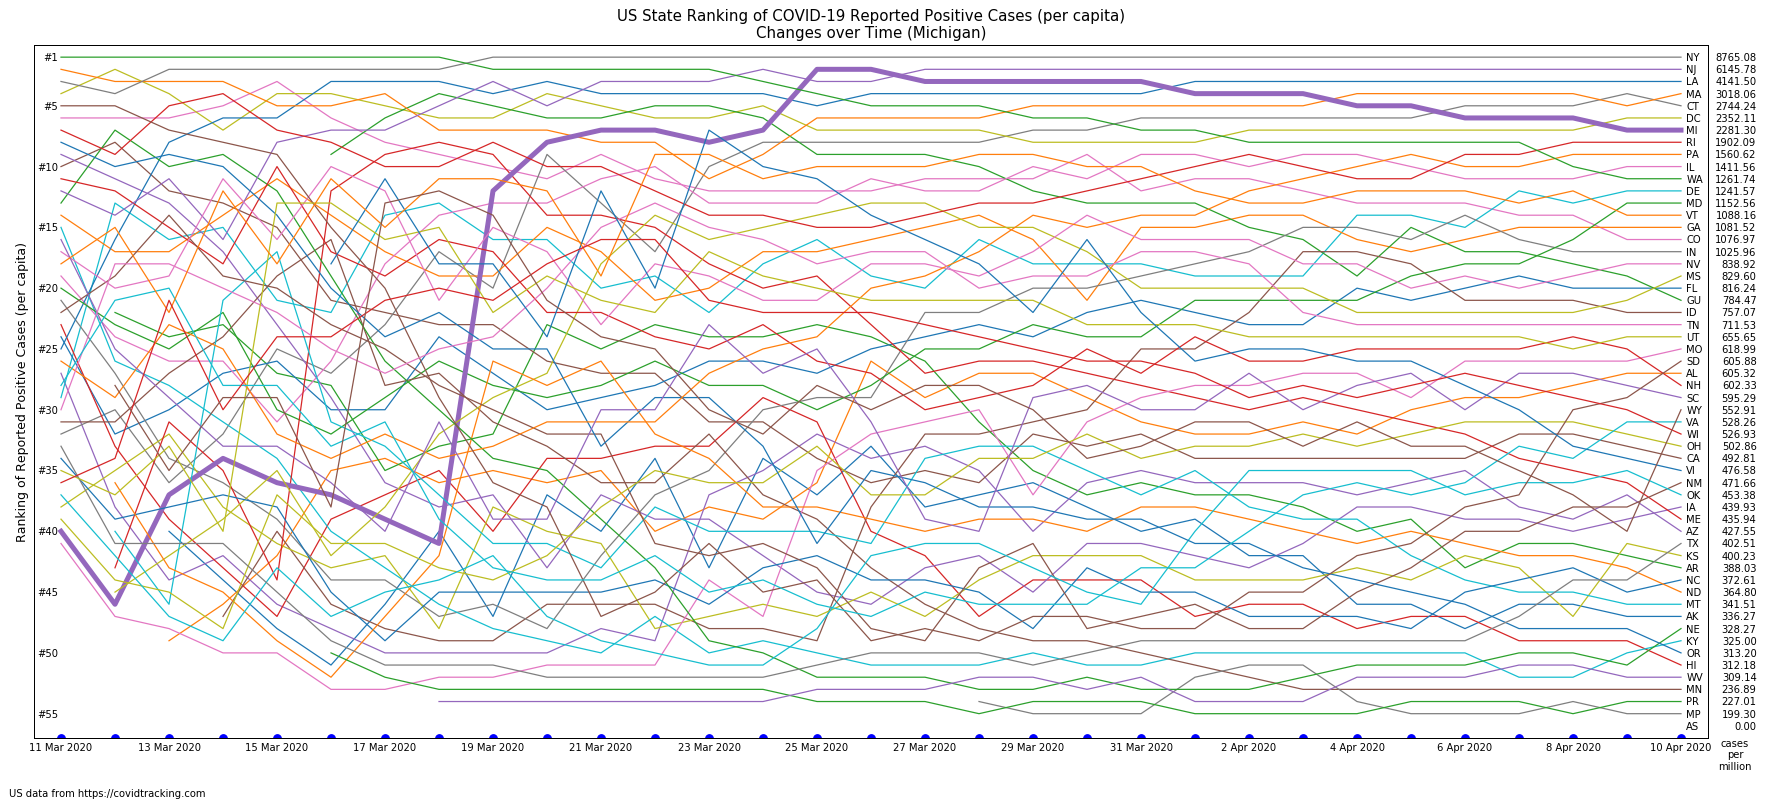 US State Ranking of COVID-19 Reported Positive Cases (per capita)
Changes over Time (Michigan)
Ranking of Reported Positive Cases (per capita)
#1
#5
#10
#15
#20
#25
#30
#35
#40
#45
#50
#55
NY 8765.08
NJ 6145.78
LA 4141.50
MA 3018.06
CT 2744.24
DC 2352.11
MI 2281.30
RI 1902.09
PA 1560.62
IL 1411.56
WA 1261.74
DE 1241.57
MD 1152.56
VT 1088.16
GA 1081.52
CO 1076.97
IN 1025.96
NV 838.92
MS 829.60
FL 816.24
GU 784.47
ID 757.07
TN 711.53
UT 655.65
MO 618.99
SD 605.88
AL 605.32
NH 602.33
SC 595.29
WY 552.91
VA 528.26
WI 526.93
OH 502.86
CA 492.81
VI 476.58
NM 471.66
OK 453.38
IA 439.93
ME 435.94
AZ 427.55
TX 402.51
KS 400.23
AR 388.03
NC 372.61
ND 364.80
MT 341.51
AK 336.27
NE 328.27
KY 325.00
OR 313.20
HI 312.18
WV 309.14
MN 236.89
PR 227.01
MP 199.30
AS 0.00
11 Mar 2020 13 Mar 2020 15 Mar 2020 17 Mar 2020 19 Mar 2020 21 Mar 2020 23 Mar 2020 25 Mar 2020 27 Mar 2020 29 Mar 2020 31 Mar 2020 2 Apr 2020 4 Apr 2020 6 Apr 2020 8 Apr 2020 10 Apr 2020
cases
per
million
US data from https://covidtracking.com